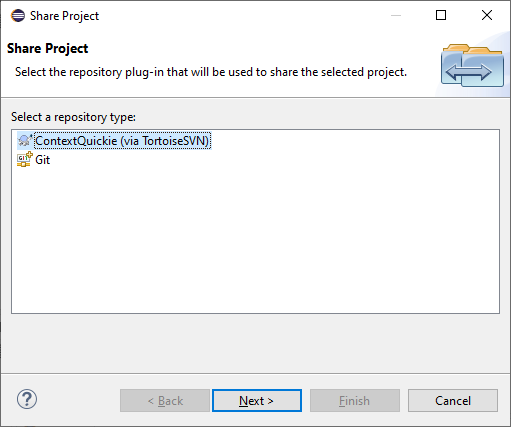 Share Project
Share Project
Select the repository plug-in that will be used to share the selected project.
Select a repository type:
ContextQuickie (via TortoiseSVN)
GIT Git
? < Back Next > Finish Cancel